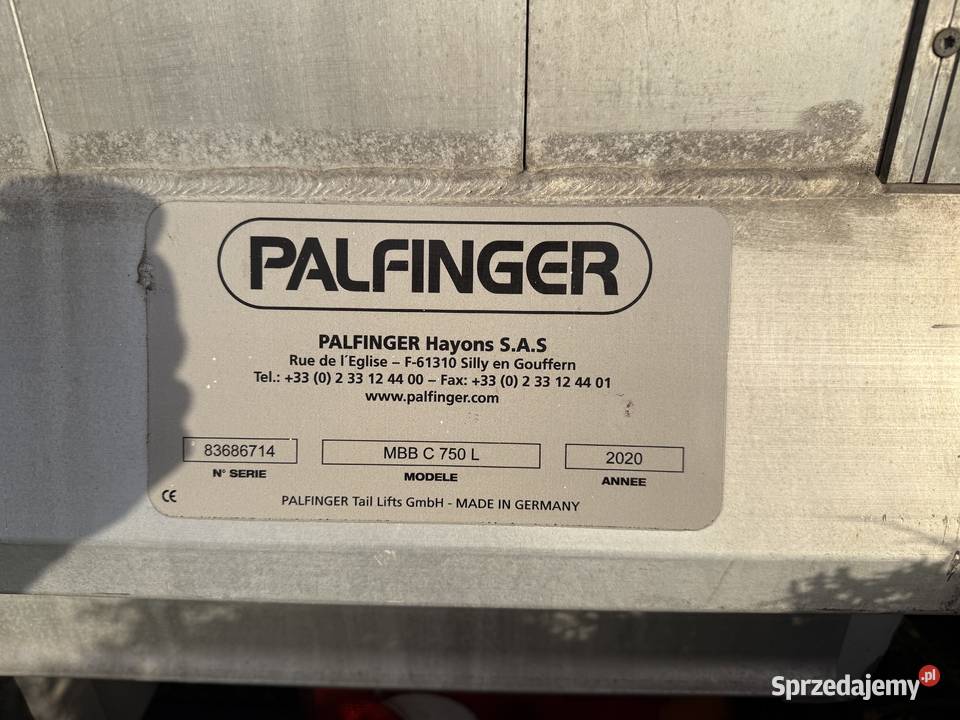 PALFINGER
PALFINGER Hayons S.A.S
Rue de l´Eglise – F-61310 Silly en Gouffern
Tel.: +33 (0) 2 33 12 44 00 – Fax: +33 (0) 2 33 12 44 01
www.palfinger.com
83686714 MBB C 750 L 2020
N° SERIE MODELE ANNEE
CE PALFINGER Tail Lifts GmbH - MADE IN GERMANY
Sprzedajemy.pl